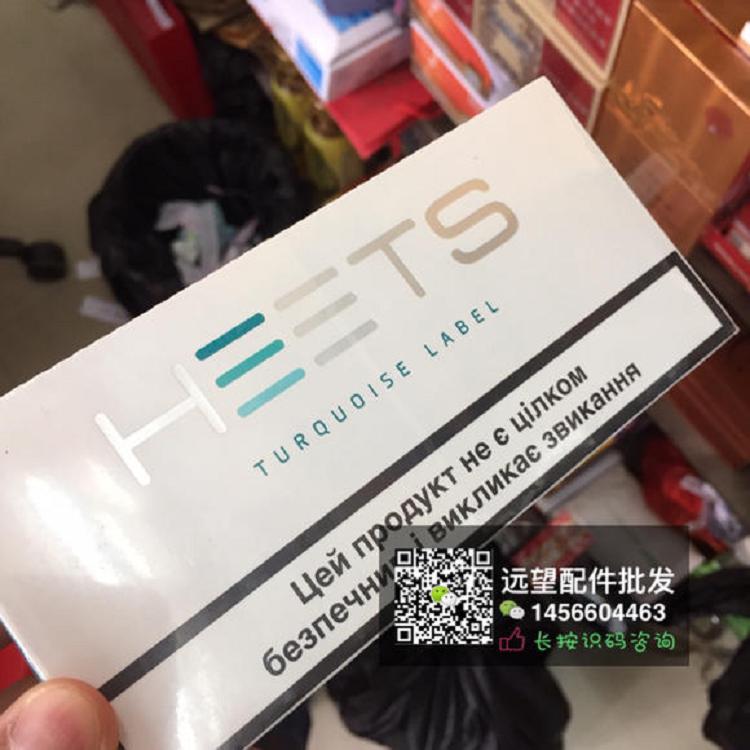 HEETS
TURQUOISE LABEL
Цей продукт не є цілком
безпечним і викликає звикання
远望配件批发
1456604463
长按识码咨询